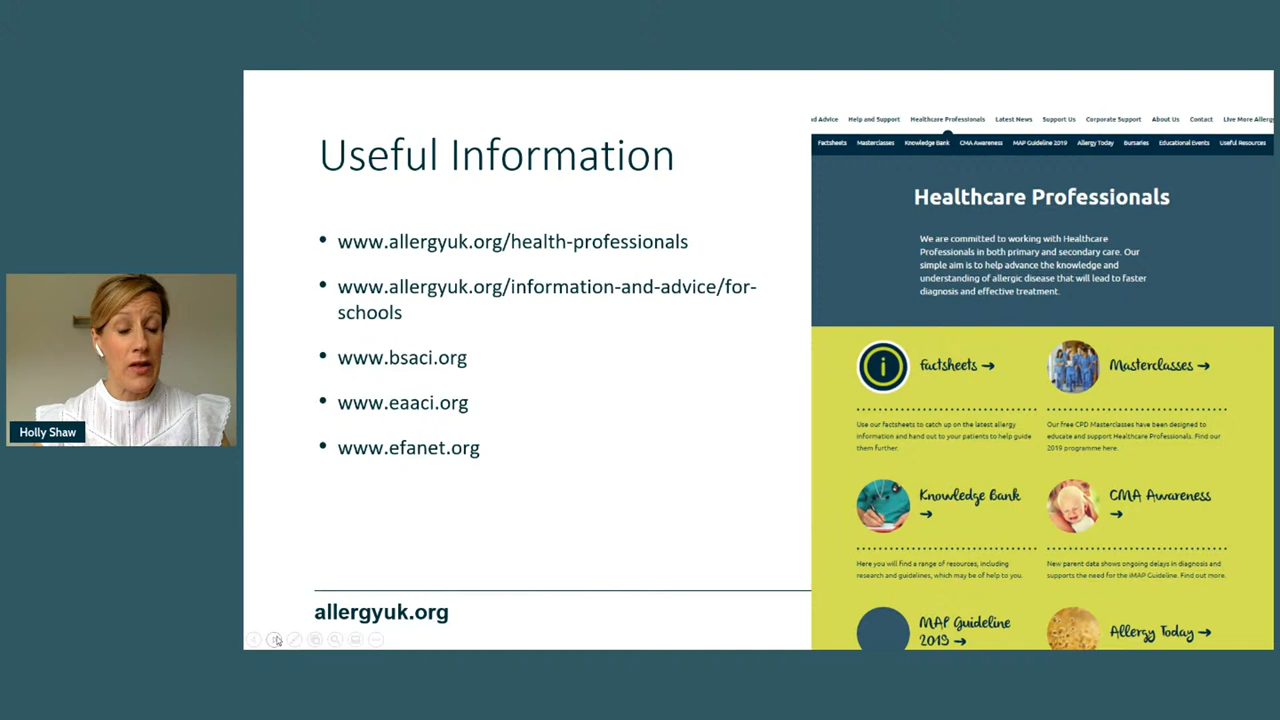 Useful Information
• www.allergyuk.org/health-professionals
• www.allergyuk.org/information-and-advice/for-
schools
• www.bsaci.org
• www.eaaci.org
• www.efanet.org
allergyuk.org
Holly Shaw
d Advice Help and Support Healthcare Professionals Latest News Support Us Corporate Support About Us Contact Live More Allerg
Factsheets Masterclasses Knowledge Bank CMA Awareness MAP Guideline 2019 Allergy Today Bursaries Educational Events Useful Resources
Healthcare Professionals
We are committed to working with Healthcare
Professionals in both primary and secondary care. Our
simple aim is to help advance the knowledge and
understanding of allergic disease that will lead to faster
diagnosis and effective treatment.
i
Factsheets →
Use our factsheets to catch up on the latest allergy
information and hand out to your patients to help guide
them further.
Masterclasses →
Our free CPD Masterclasses have been designed to
educate and support Healthcare Professionals. Find our
2019 programme here.
Knowledge Bank
→
Here you will find a range of resources, including
research and guidelines, which may be of help to you.
CMA Awareness
→
New parent data shows ongoing delays in diagnosis and
supports the need for the iMAP Guideline. Find out more.
MAP Guideline
2019 →
Allergy Today →